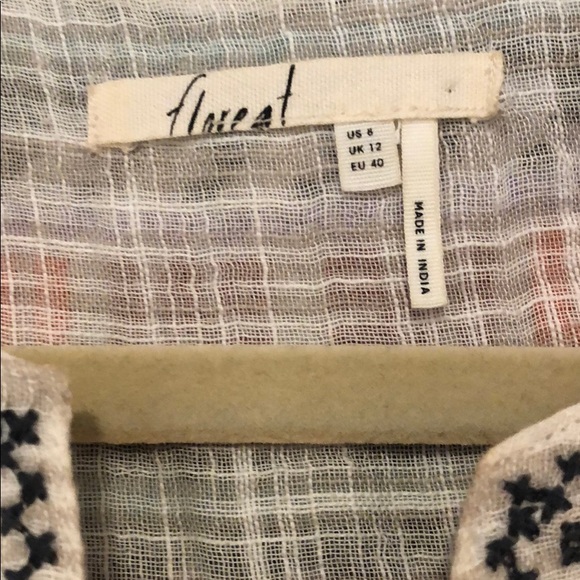 floreat
US 8
UK 12
EU 40
MADE IN INDIA